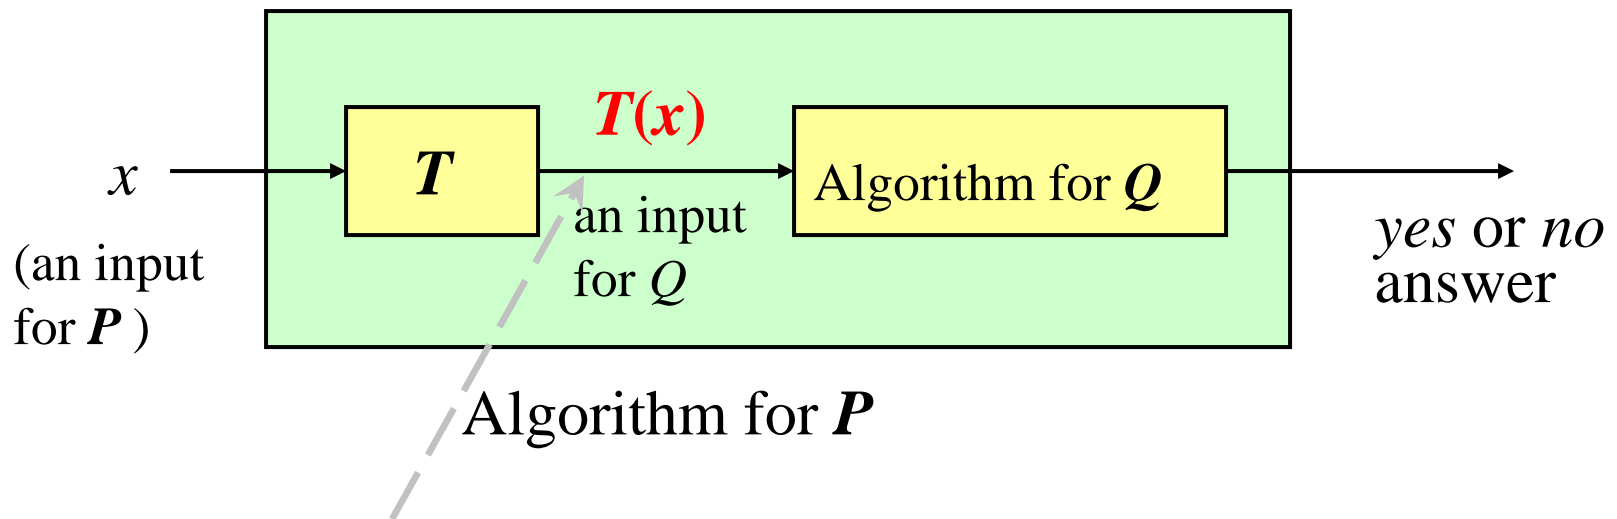 T(x)
x
T
Algorithm for Q
an input
for Q
yes or no
answer
(an input
for P )
Algorithm for P